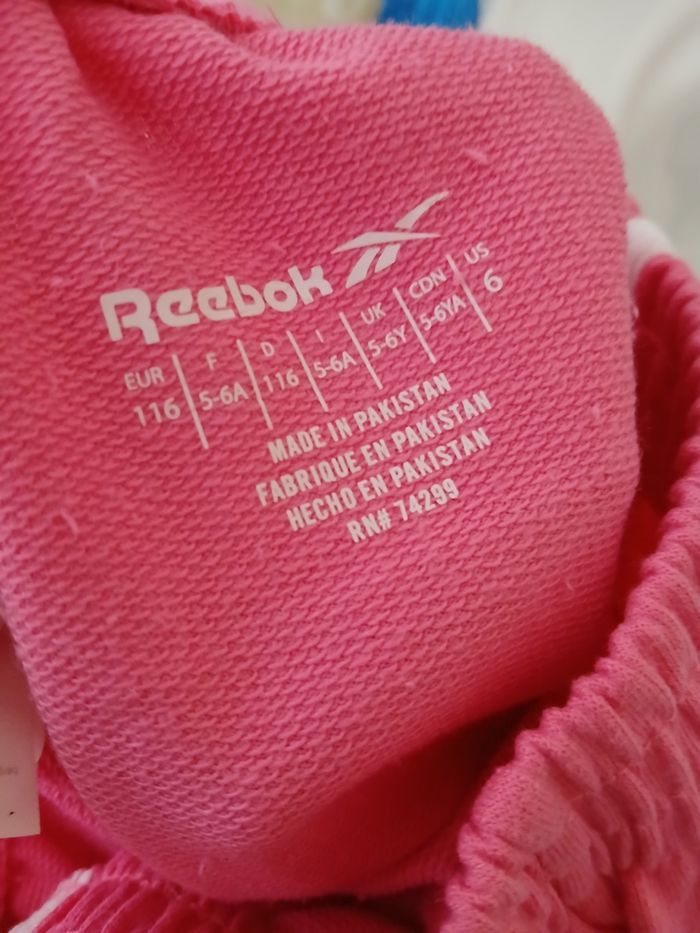 Reebok
EUR F D I UK CDN US
116 5-6A 116 5-6A 5-6Y 5-6YA 6
MADE IN PAKISTAN
FABRIQUE EN PAKISTAN
HECHO EN PAKISTAN
RN# 74299